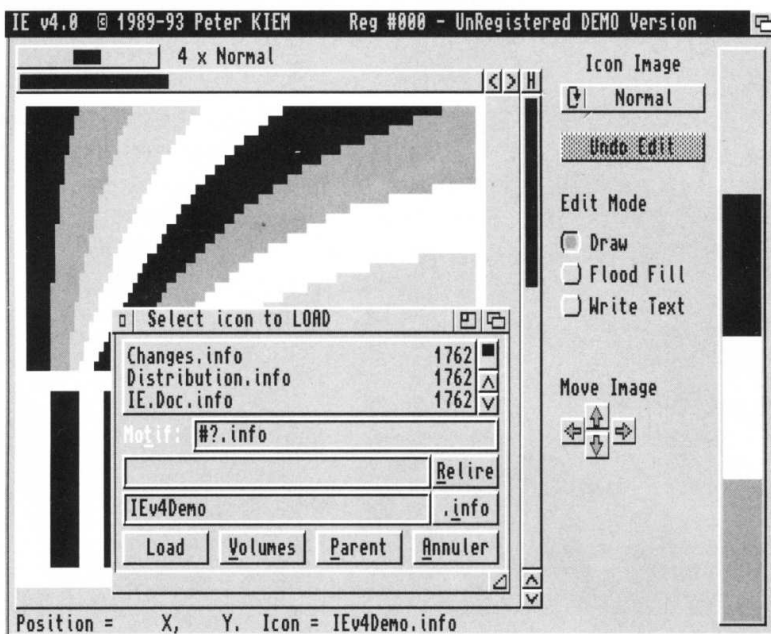 IE v4.0 © 1989-93 Peter KIEM Reg #000 - UnRegistered DEMO Version
4 x Normal
H
Icon Image
Normal
Undo Edit
Edit Mode
Draw
Flood Fill
Write Text
Move Image
Select icon to LOAD
Changes.info 1762
Distribution.info 1762
IE.Doc.info 1762
Motif: #?.info
Relire
IEv4Demo .info
Load Volumes Parent Annuler
Position = X, Y. Icon = IEv4Demo.info